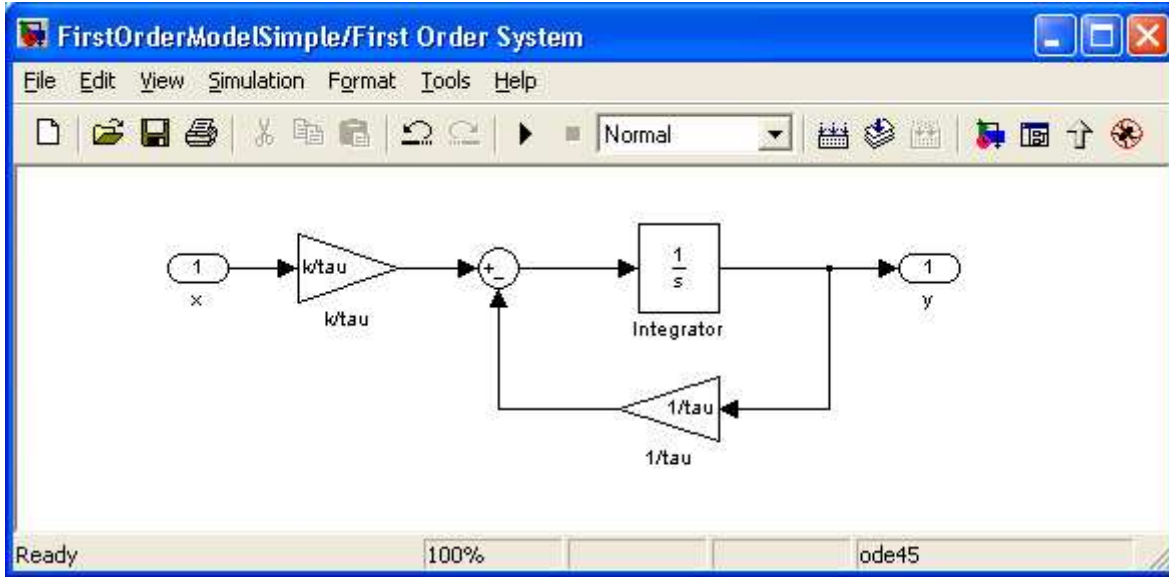 FirstOrderModelSimple/First Order System
File Edit View Simulation Format Tools Help
Normal
1
x
k/tau
k/tau
+
−
1
s
Integrator
1
y
1/tau
1/tau
Ready 100% ode45